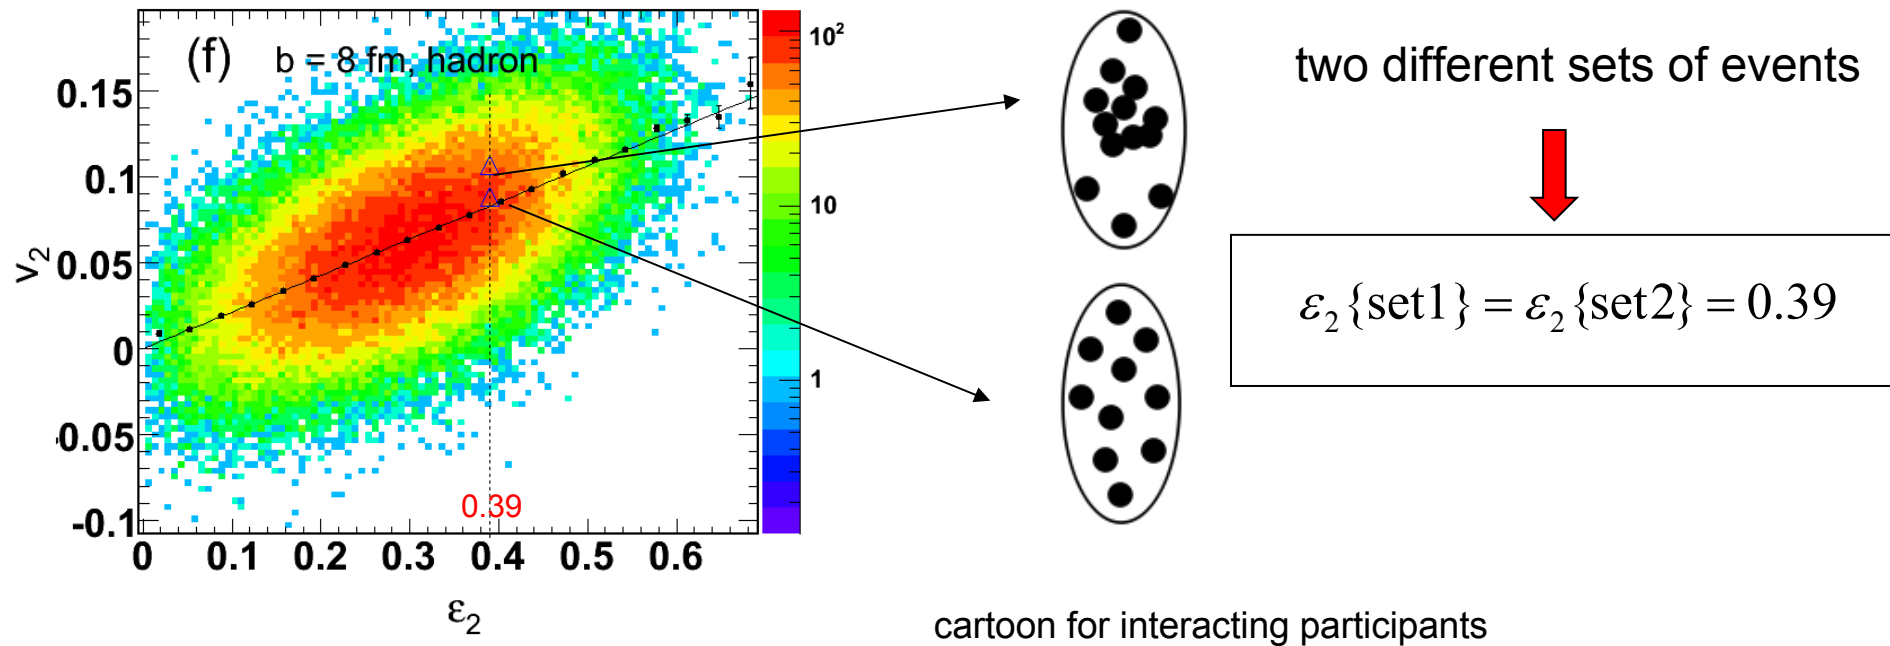 (f) b = 8 fm, hadron
two different sets of events
10²
10
1
v₂
0.15
0.1
0.05
0
0.05
-0.1
0.39
0 0.1 0.2 0.3 0.4 0.5 0.6
ε₂
ε₂{set1} = ε₂{set2} = 0.39
cartoon for interacting participants